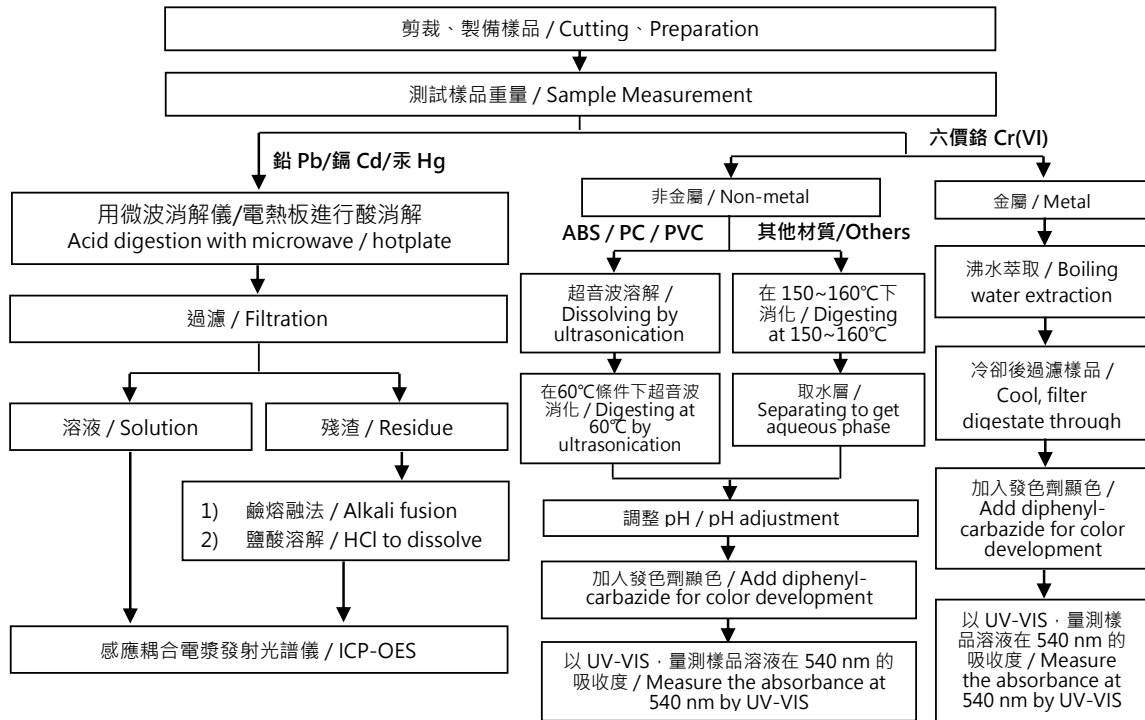 剪裁、製備樣品 / Cutting、Preparation
測試樣品重量 / Sample Measurement
鉛 Pb/鎘 Cd/汞 Hg
六價鉻 Cr(VI)
用微波消解儀/電熱板進行酸消解
Acid digestion with microwave / hotplate
過濾 / Filtration
溶液 / Solution
殘渣 / Residue
1) 鹼熔融法 / Alkali fusion
2) 鹽酸溶解 / HCl to dissolve
感應耦合電漿發射光譜儀 / ICP-OES
非金屬 / Non-metal
ABS / PC / PVC
其他材質/Others
超音波溶解 /
Dissolving by
ultrasonication
在60℃條件下超音波
消化 / Digesting at
60℃ by
ultrasonication
在 150~160℃下
消化 / Digesting
at 150~160℃
取水層 /
Separating to get
aqueous phase
調整 pH / pH adjustment
加入發色劑顯色 / Add diphenyl-
carbazide for color development
以 UV-VIS，量測樣品溶液在 540 nm 的
吸收度 / Measure the absorbance at
540 nm by UV-VIS
金屬 / Metal
沸水萃取 / Boiling
water extraction
冷卻後過濾樣品 /
Cool, filter
digestate through
加入發色劑顯色 /
Add diphenyl-
carbazide for color
development
以 UV-VIS，量測樣
品溶液在 540 nm 的
吸收度 / Measure
the absorbance at
540 nm by UV-VIS